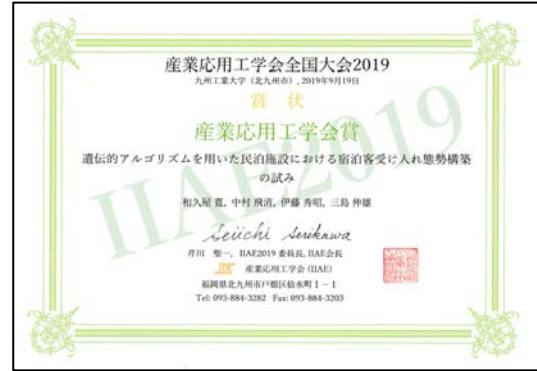 産業応用工学会全国大会2019
九州工業大学（北九州市）, 2019年9月19日
賞 状
産業応用工学会賞
遺伝的アルゴリズムを用いた民泊施設における宿泊客受け入れ態勢構築
の試み
和久屋 寛, 中村 飛清, 伊藤 秀昭, 三島 伸雄
Seiichi Serikawa
芹川 聖一, IIAE2019 委員長, IIAE会長
産業応用工学会 (IIAE)
福岡県北九州市戸畑区仙水町１－１
Tel: 093-884-3282 Fax: 093-884-3203
IIAE2019